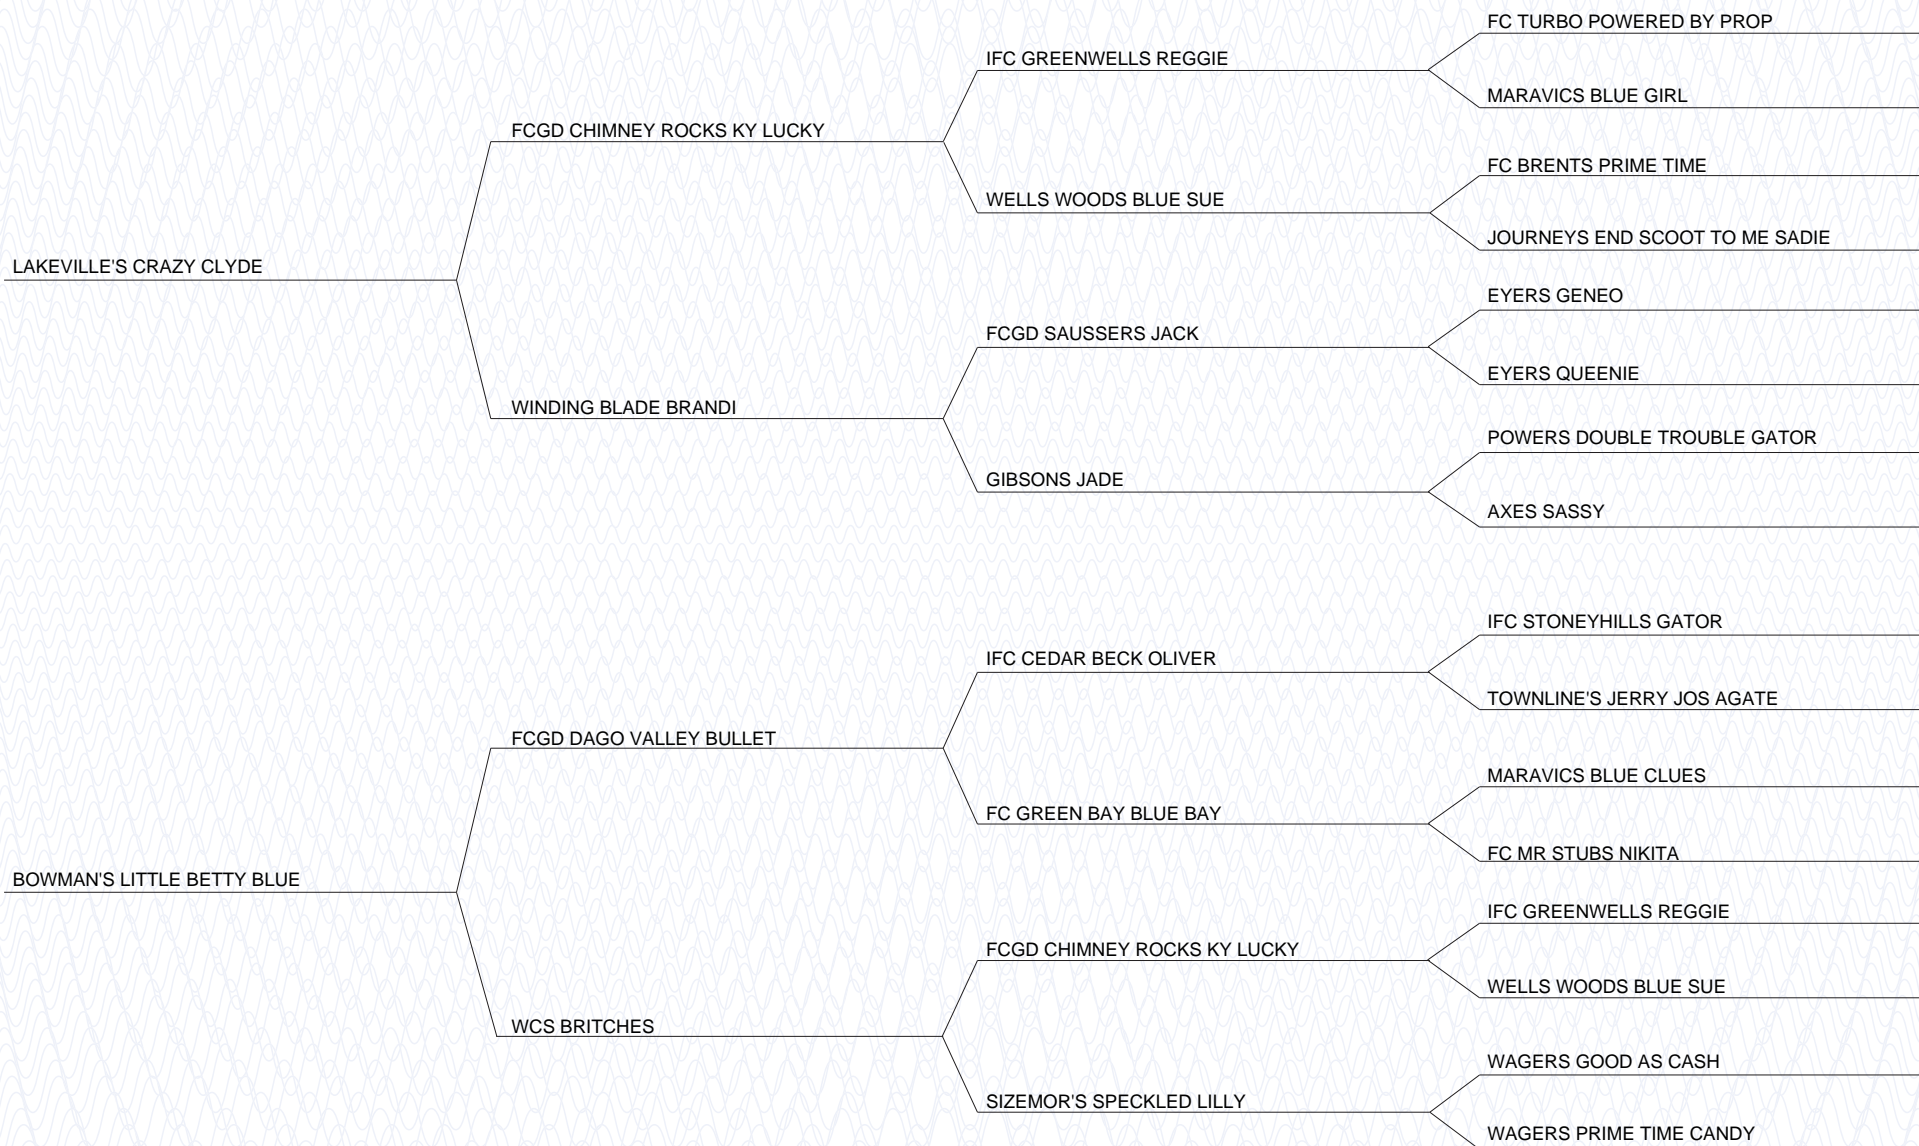 FC TURBO POWERED BY PROP
IFC GREENWELLS REGGIE
MARAVICS BLUE GIRL
FCGD CHIMNEY ROCKS KY LUCKY
FC BRENTS PRIME TIME
WELLS WOODS BLUE SUE
JOURNEYS END SCOOT TO ME SADIE
LAKEVILLE'S CRAZY CLYDE
EYERS GENEO
FCGD SAUSSERS JACK
EYERS QUEENIE
WINDING BLADE BRANDI
POWERS DOUBLE TROUBLE GATOR
GIBSONS JADE
AXES SASSY
IFC STONEYHILLS GATOR
IFC CEDAR BECK OLIVER
TOWNLINE'S JERRY JOS AGATE
FCGD DAGO VALLEY BULLET
MARAVICS BLUE CLUES
FC GREEN BAY BLUE BAY
FC MR STUBS NIKITA
BOWMAN'S LITTLE BETTY BLUE
IFC GREENWELLS REGGIE
FCGD CHIMNEY ROCKS KY LUCKY
WELLS WOODS BLUE SUE
WCS BRITCHES
WAGERS GOOD AS CASH
SIZEMOR'S SPECKLED LILLY
WAGERS PRIME TIME CANDY